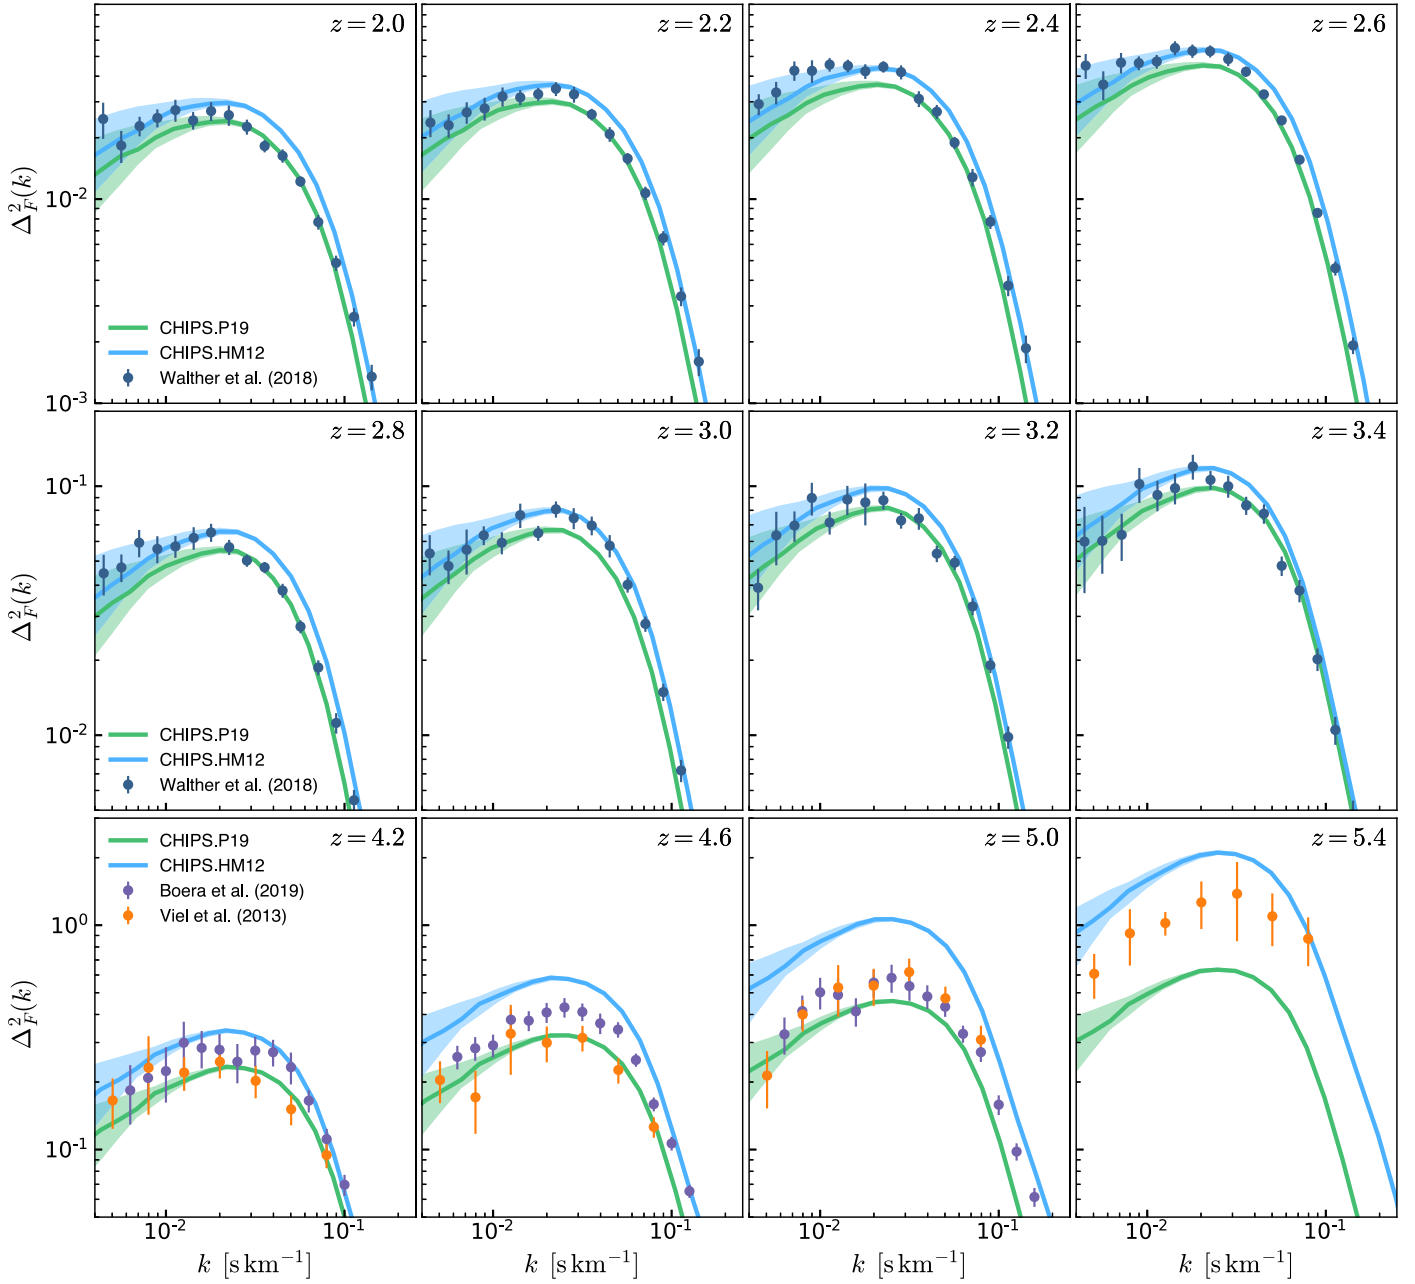 z = 2.0
z = 2.2
z = 2.4
z = 2.6
Δ²_F(k)
10⁻²
10⁻³
CHIPS.P19
CHIPS.HM12
Walther et al. (2018)
z = 2.8
z = 3.0
z = 3.2
z = 3.4
Δ²_F(k)
10⁻¹
10⁻²
CHIPS.P19
CHIPS.HM12
Walther et al. (2018)
z = 4.2
z = 4.6
z = 5.0
z = 5.4
Δ²_F(k)
10⁰
10⁻¹
CHIPS.P19
CHIPS.HM12
Boera et al. (2019)
Viel et al. (2013)
10⁻² 10⁻¹ 10⁻² 10⁻¹ 10⁻² 10⁻¹ 10⁻² 10⁻¹
k [s km⁻¹] k [s km⁻¹] k [s km⁻¹] k [s km⁻¹]